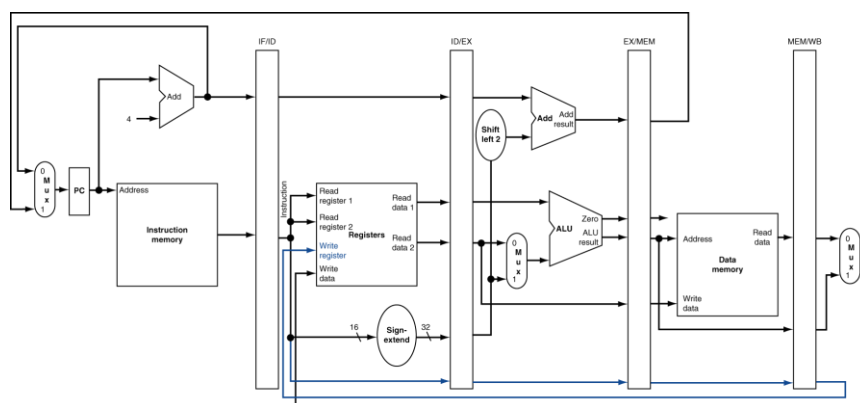 IF/ID
ID/EX
EX/MEM
MEM/WB
Add
4
Shift
left 2
Add
Add
result
0
M
u
x
1
PC
Address
Instruction
memory
Instruction
Read
register 1
Read
register 2
Registers
Write
register
Write
data
Read
data 1
Read
data 2
0
M
u
x
1
ALU
Zero
ALU
result
Address
Data
memory
Write
data
Read
data
0
M
u
x
1
16
Sign-
extend
32